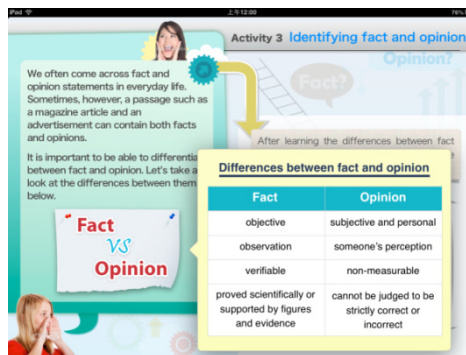 iPad
上午12:00
76%
Activity 3 Identifying fact and opinion
Opinion?
Fact?
We often come across fact and
opinion statements in everyday life.
Sometimes, however, a passage such as
a magazine article and an
advertisement can contain both facts
and opinions.
It is important to be able to differentia
between fact and opinion. Let's take a
look at the differences between them
below.
Fact
VS
Opinion
After learning the differences between fact
Differences between fact and opinion
Fact Opinion
objective subjective and personal
observation someone's perception
verifiable non-measurable
proved scientifically or cannot be judged to be
supported by figures strictly correct or
and evidence incorrect